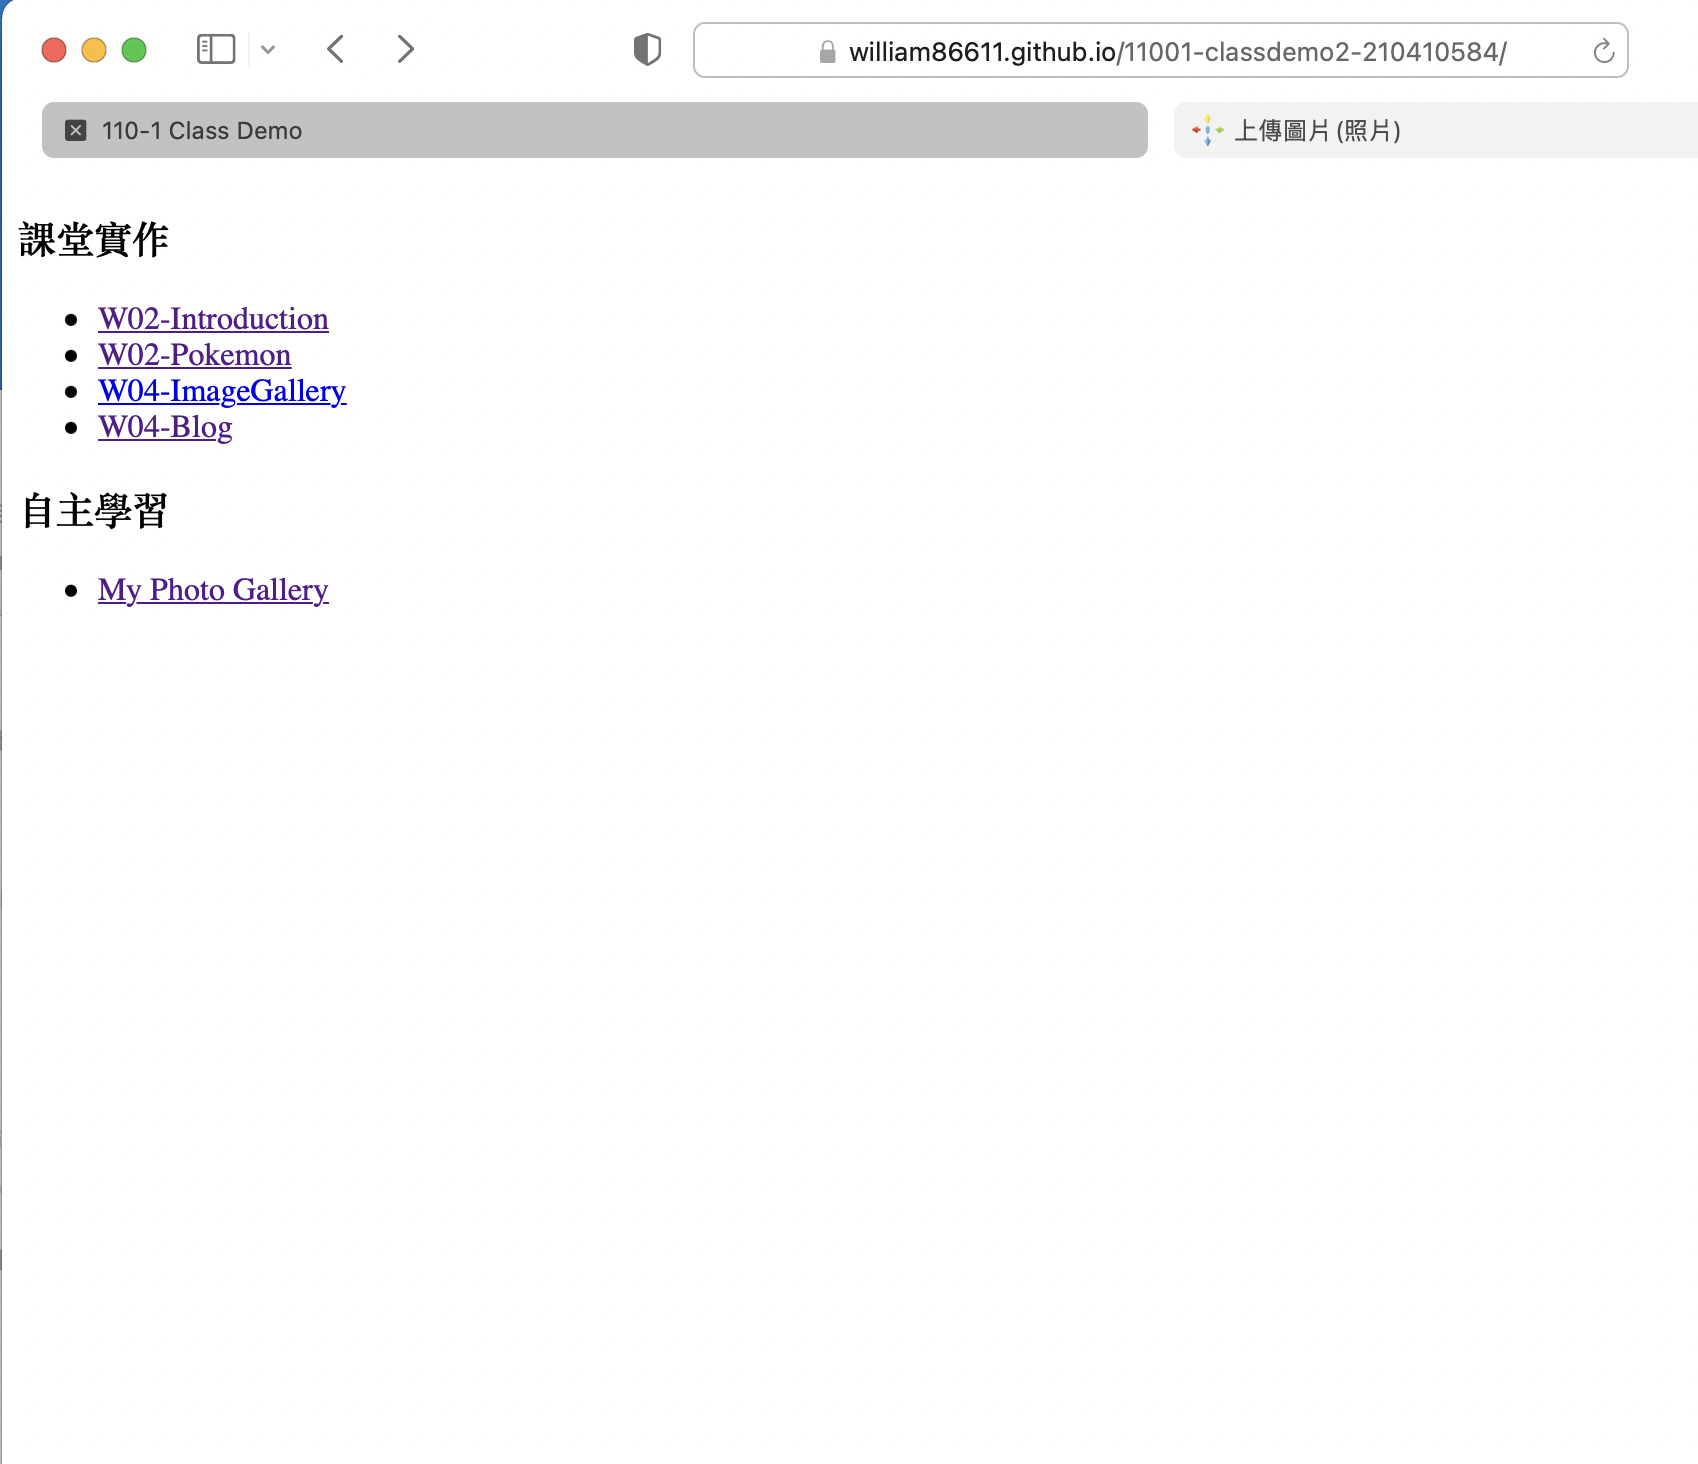 william86611.github.io/11001-classdemo2-210410584/
110-1 Class Demo
上傳圖片(照片)
課堂實作
W02-Introduction
W02-Pokemon
W04-ImageGallery
W04-Blog
自主學習
My Photo Gallery